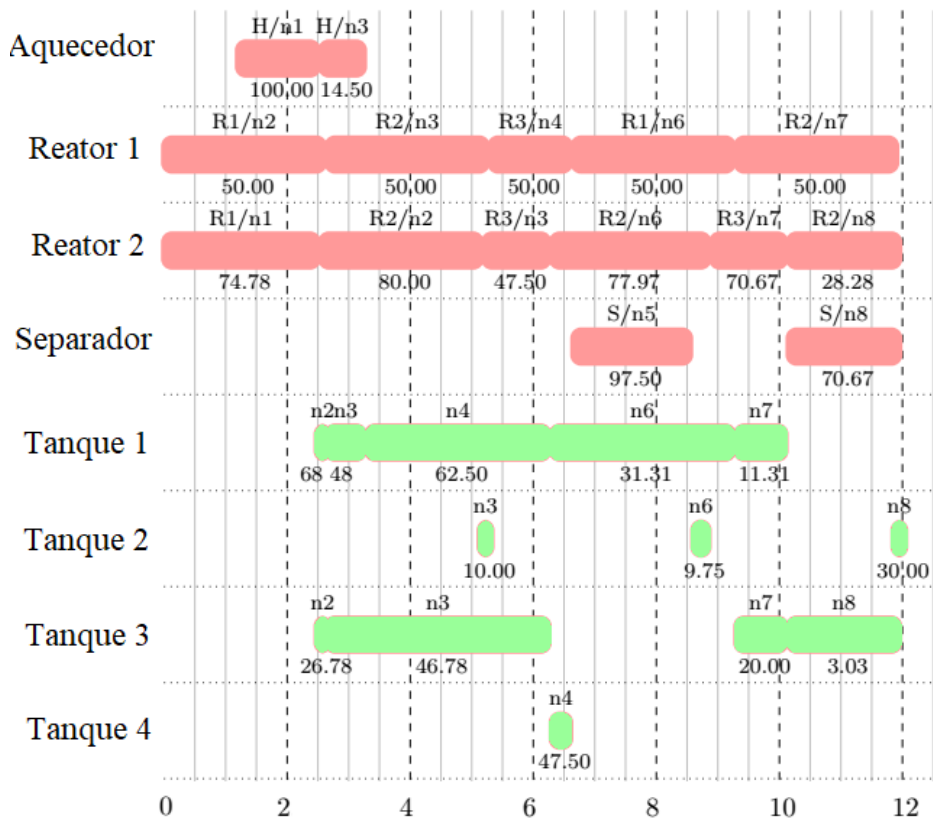 H/n1 H/n3
Aquecedor
100.00 14.50
R1/n2 R2/n3 R3/n4 R1/n6 R2/n7
Reator 1
50.00 50.00 50.00 50.00 50.00
R1/n1 R2/n2 R3/n3 R2/n6 R3/n7 R2/n8
Reator 2
74.78 80.00 47.50 77.97 70.67 28.28
S/n5 S/n8
Separador
97.50 70.67
n2 n3 n4 n6 n7
Tanque 1
68 48 62.50 31.31 11.31
n3 n6 n8
Tanque 2
10.00 9.75 30.00
n2 n3 n7 n8
Tanque 3
26.78 46.78 20.00 3.03
n4
Tanque 4
47.50
0 2 4 6 8 10 12